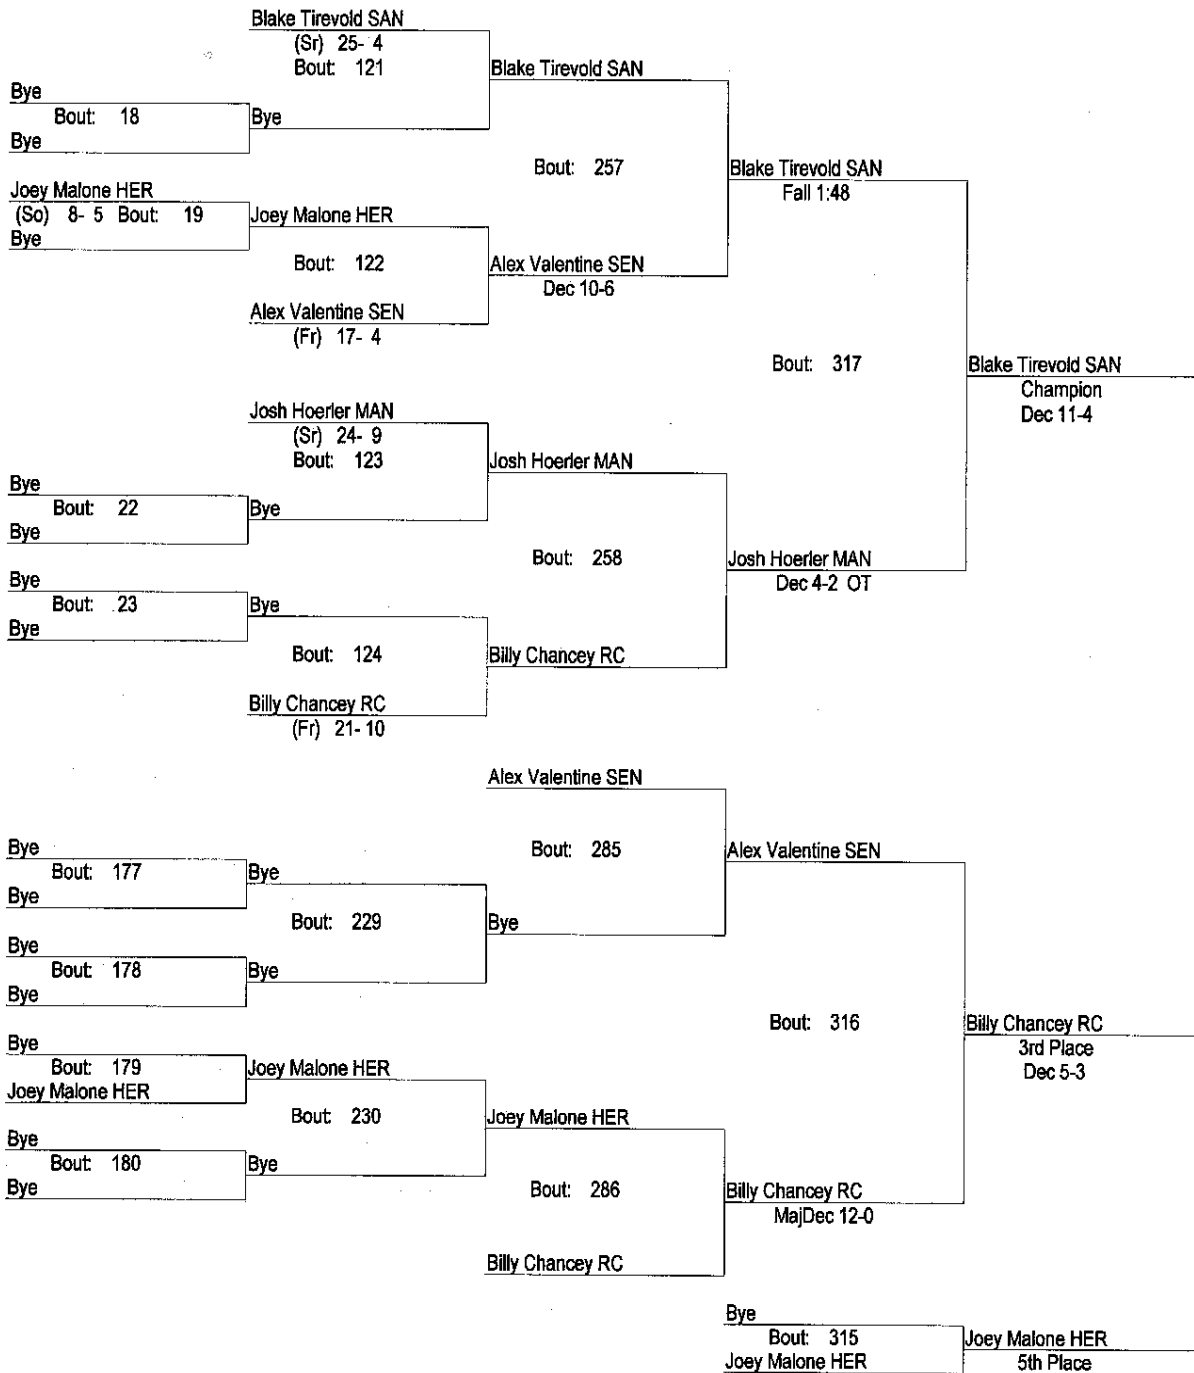 Blake Tirevold SAN
(Sr) 25- 4
Bout: 121
Blake Tirevold SAN
Bye
Bout: 18
Bye
Bye
Bout: 257
Blake Tirevold SAN
Fall 1:48
Joey Malone HER
(So) 8- 5 Bout: 19
Joey Malone HER
Bye
Bout: 122
Alex Valentine SEN
Dec 10-6
Alex Valentine SEN
(Fr) 17- 4
Bout: 317
Blake Tirevold SAN
Champion
Dec 11-4
Josh Hoerler MAN
(Sr) 24- 9
Bout: 123
Josh Hoerler MAN
Bye
Bout: 22
Bye
Bye
Bout: 258
Josh Hoerler MAN
Dec 4-2 OT
Bye
Bout: 23
Bye
Bye
Bout: 124
Billy Chancey RC
Billy Chancey RC
(Fr) 21- 10
Alex Valentine SEN
Bout: 285
Alex Valentine SEN
Bye
Bout: 177
Bye
Bye
Bout: 229
Bye
Bye
Bout: 178
Bye
Bye
Bout: 316
Billy Chancey RC
3rd Place
Dec 5-3
Bye
Bout: 179
Joey Malone HER
Joey Malone HER
Bout: 230
Joey Malone HER
Bye
Bout: 180
Bye
Bye
Bout: 286
Billy Chancey RC
MajDec 12-0
Billy Chancey RC
Bye
Bout: 315
Joey Malone HER
Joey Malone HER
5th Place